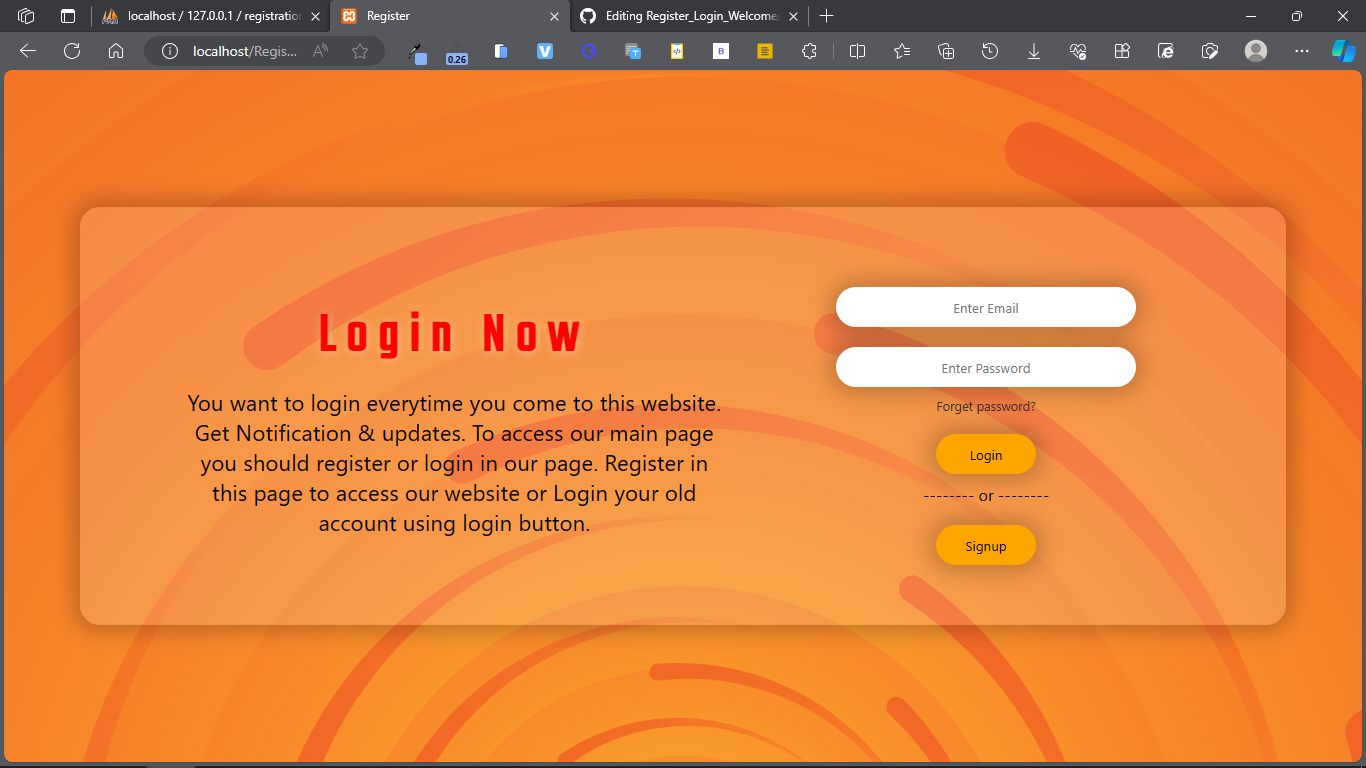 localhost / 127.0.0.1 / registration
Register
Editing Register_Login_Welcome/
localhost/Regis...
0.26
Login Now
You want to login everytime you come to this website.
Get Notification & updates. To access our main page
you should register or login in our page. Register in
this page to access our website or Login your old
account using login button.
Enter Email
Enter Password
Forget password?
Login
-------- or --------
Signup